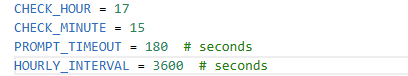 CHECK_HOUR = 17
CHECK_MINUTE = 15
PROMPT_TIMEOUT = 180  # seconds
HOURLY_INTERVAL = 3600  # seconds